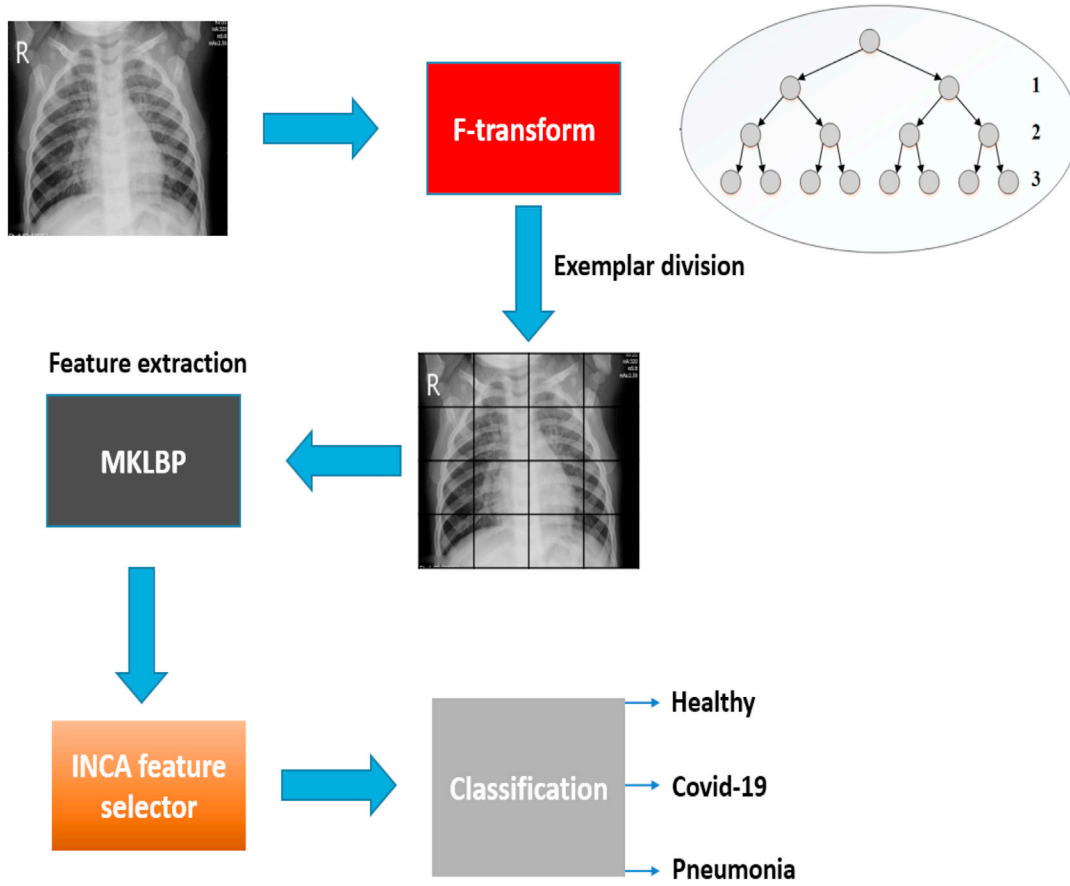 R
F-transform
1
2
3
Exemplar division
Feature extraction
R
MKLBP
INCA feature
selector
Classification
Healthy
Covid-19
Pneumonia